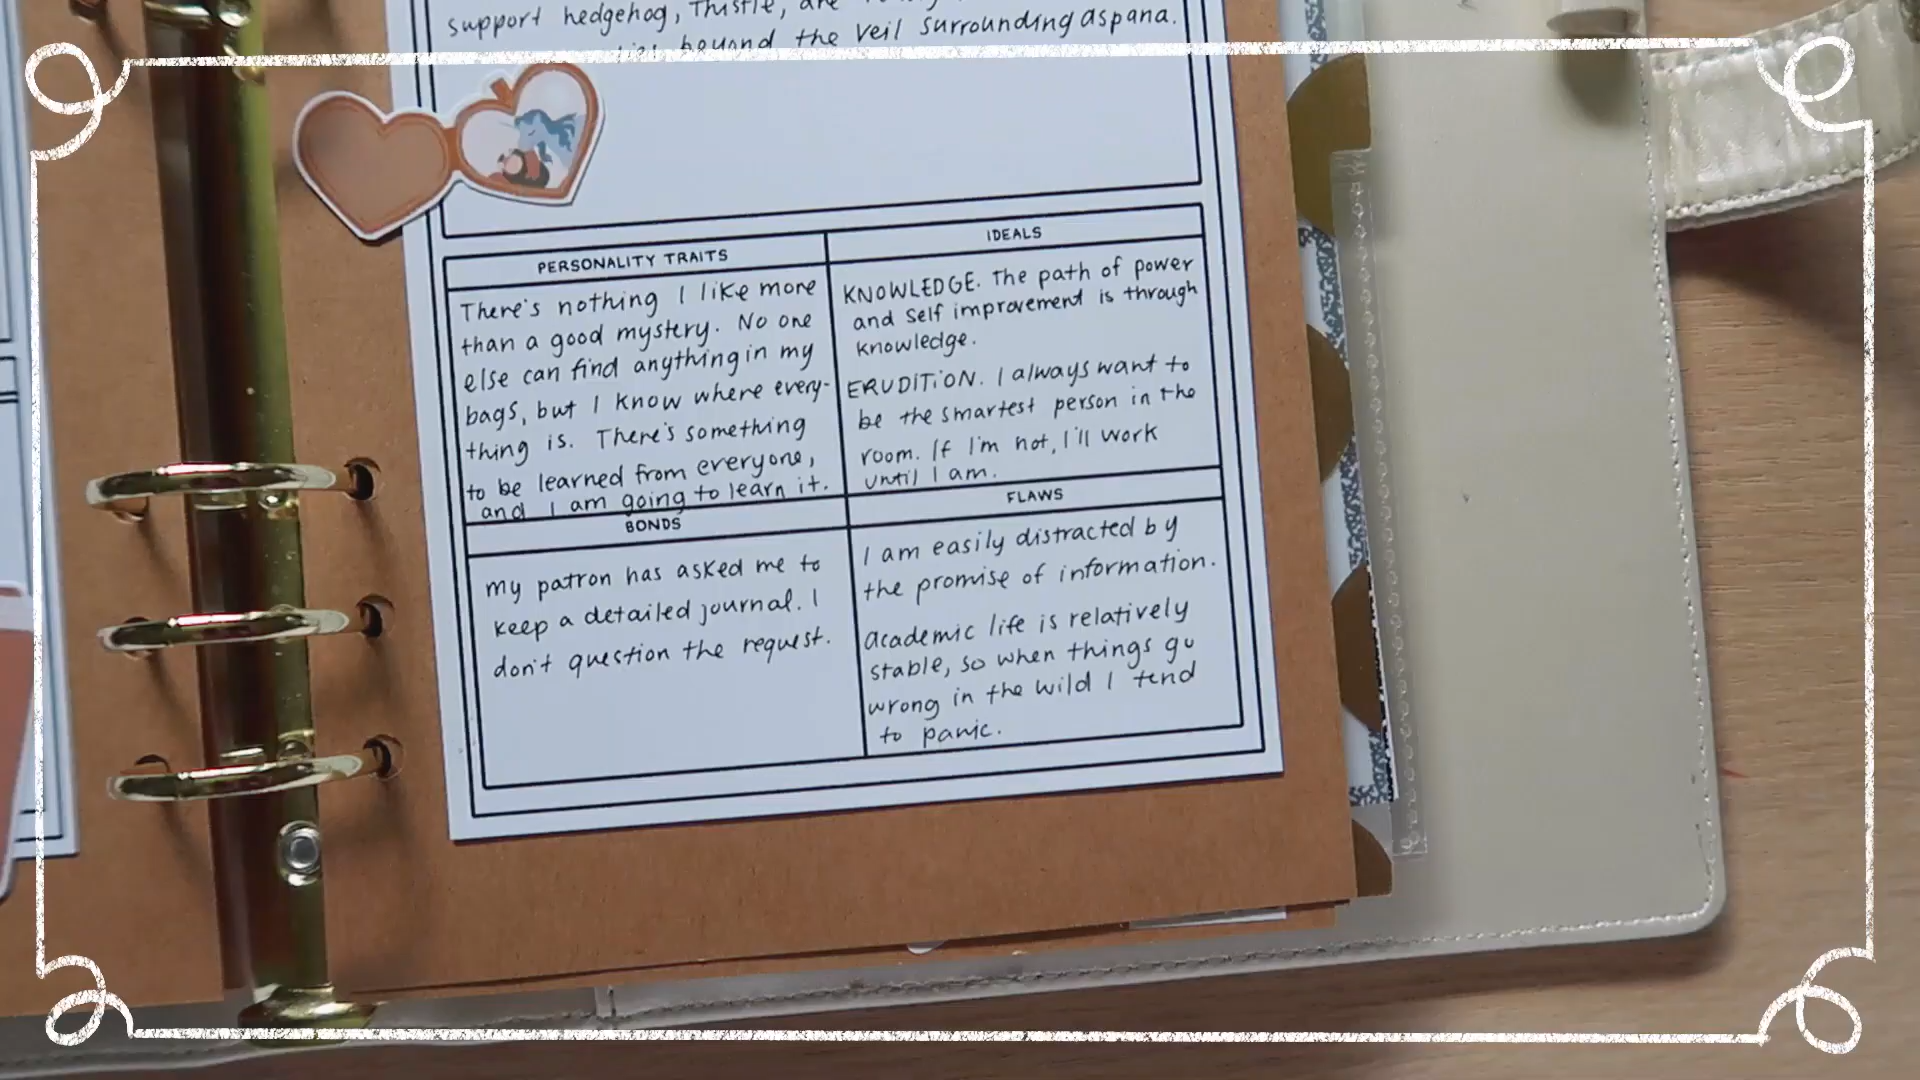 support hedgehog, Thistle, are
beyond the veil surrounding aspana.
PERSONALITY TRAITS
There's nothing I like more
than a good mystery. No one
else can find anything in my
bags, but I know where every-
thing is. There's something
to be learned from everyone,
and I am going to learn it.
IDEALS
KNOWLEDGE. The path of power
and self improvement is through
knowledge.
ERUDITION. I always want to
be the smartest person in the
room. If I'm not, I'll work
until I am.
BONDS
my patron has asked me to
keep a detailed journal. I
don't question the request.
FLAWS
I am easily distracted by
the promise of information.
academic life is relatively
stable, so when things go
wrong in the wild I tend
to panic.